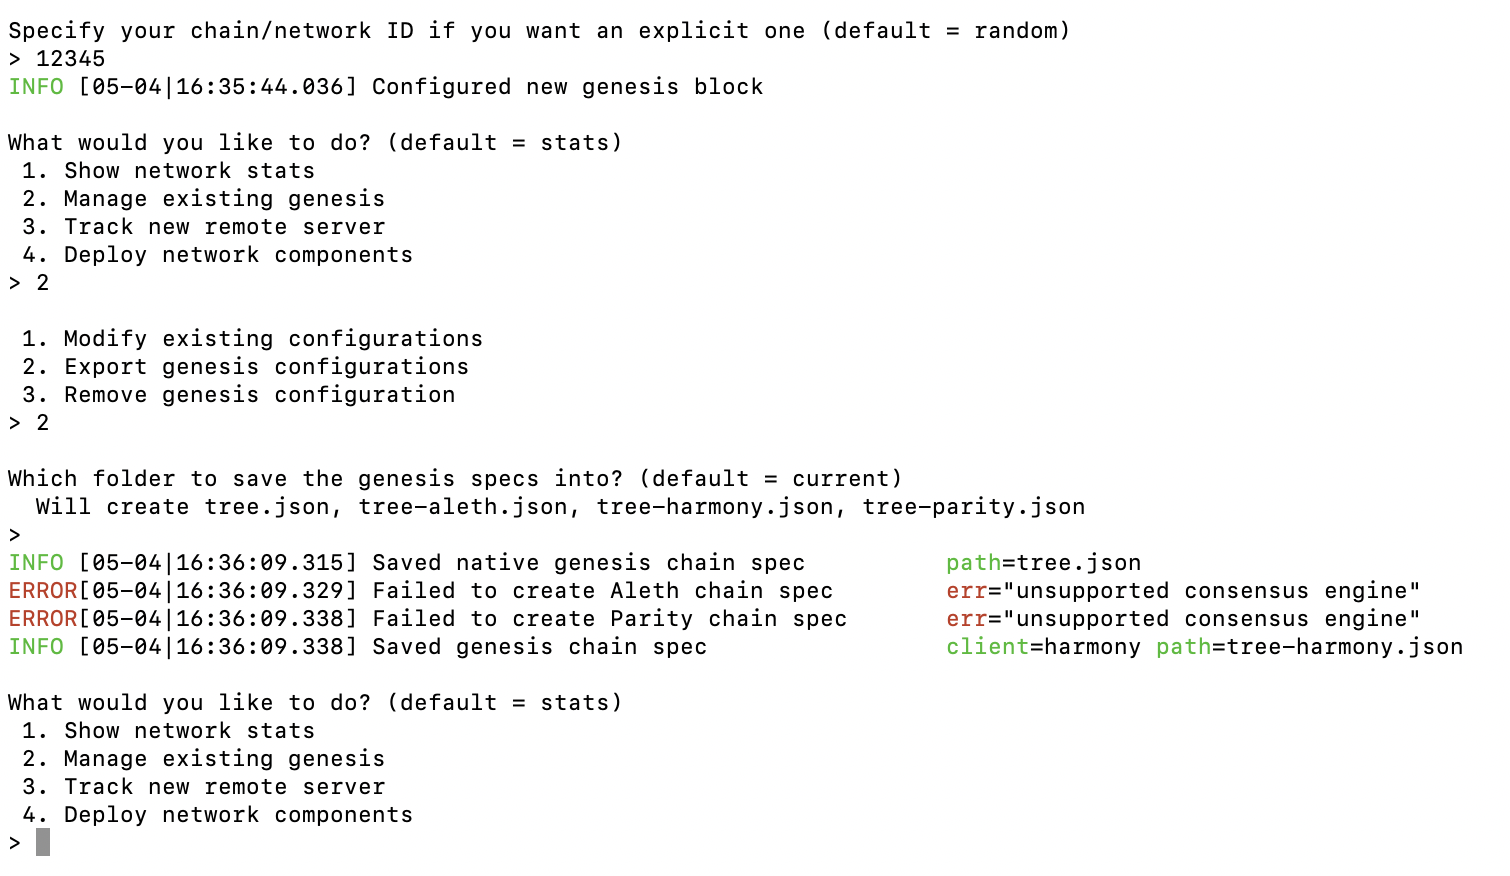 Specify your chain/network ID if you want an explicit one (default = random)
> 12345
INFO [05-04|16:35:44.036] Configured new genesis block
What would you like to do? (default = stats)
1. Show network stats
2. Manage existing genesis
3. Track new remote server
4. Deploy network components
> 2
1. Modify existing configurations
2. Export genesis configurations
3. Remove genesis configuration
> 2
Which folder to save the genesis specs into? (default = current)
Will create tree.json, tree-aleth.json, tree-harmony.json, tree-parity.json
>
INFO [05-04|16:36:09.315] Saved native genesis chain spec path=tree.json
ERROR[05-04|16:36:09.329] Failed to create Aleth chain spec err="unsupported consensus engine"
ERROR[05-04|16:36:09.338] Failed to create Parity chain spec err="unsupported consensus engine"
INFO [05-04|16:36:09.338] Saved genesis chain spec client=harmony path=tree-harmony.json
What would you like to do? (default = stats)
1. Show network stats
2. Manage existing genesis
3. Track new remote server
4. Deploy network components
>